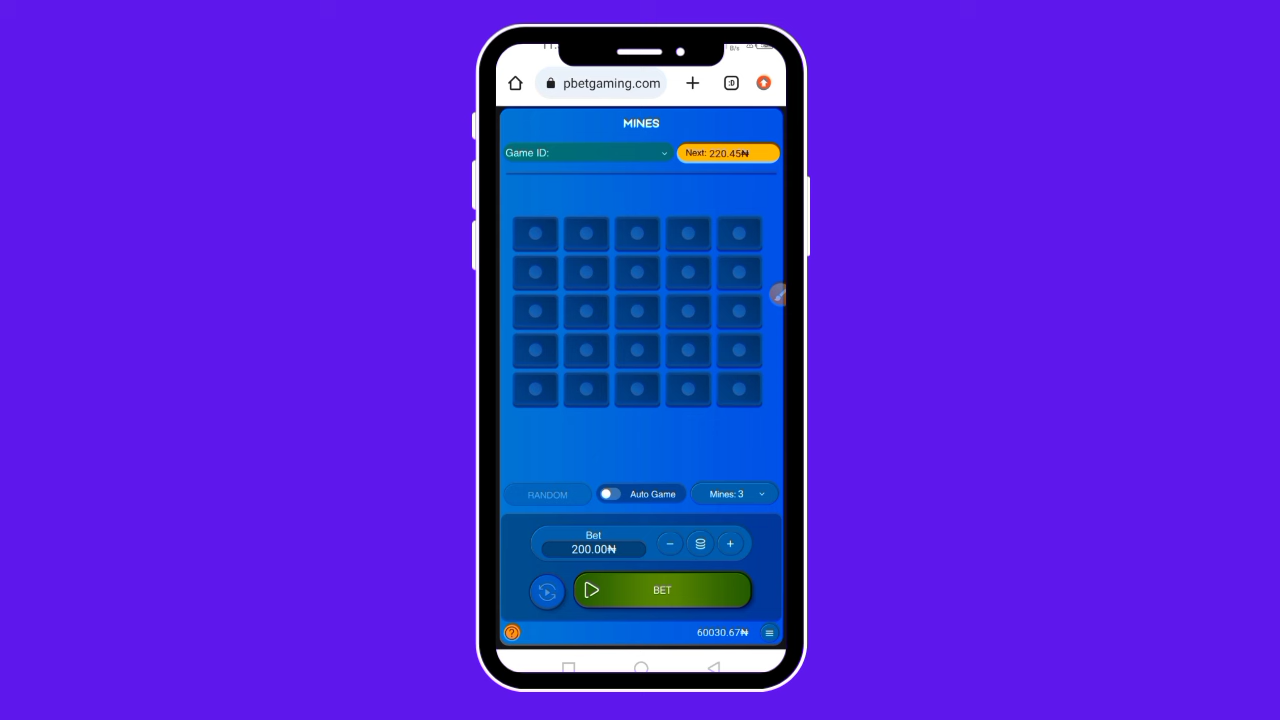 pbetgaming.com
:D
MINES
Game ID:
Next: 220.45₦
RANDOM
Auto Game
Mines: 3
Bet
200.00₦
BET
?
60030.67₦